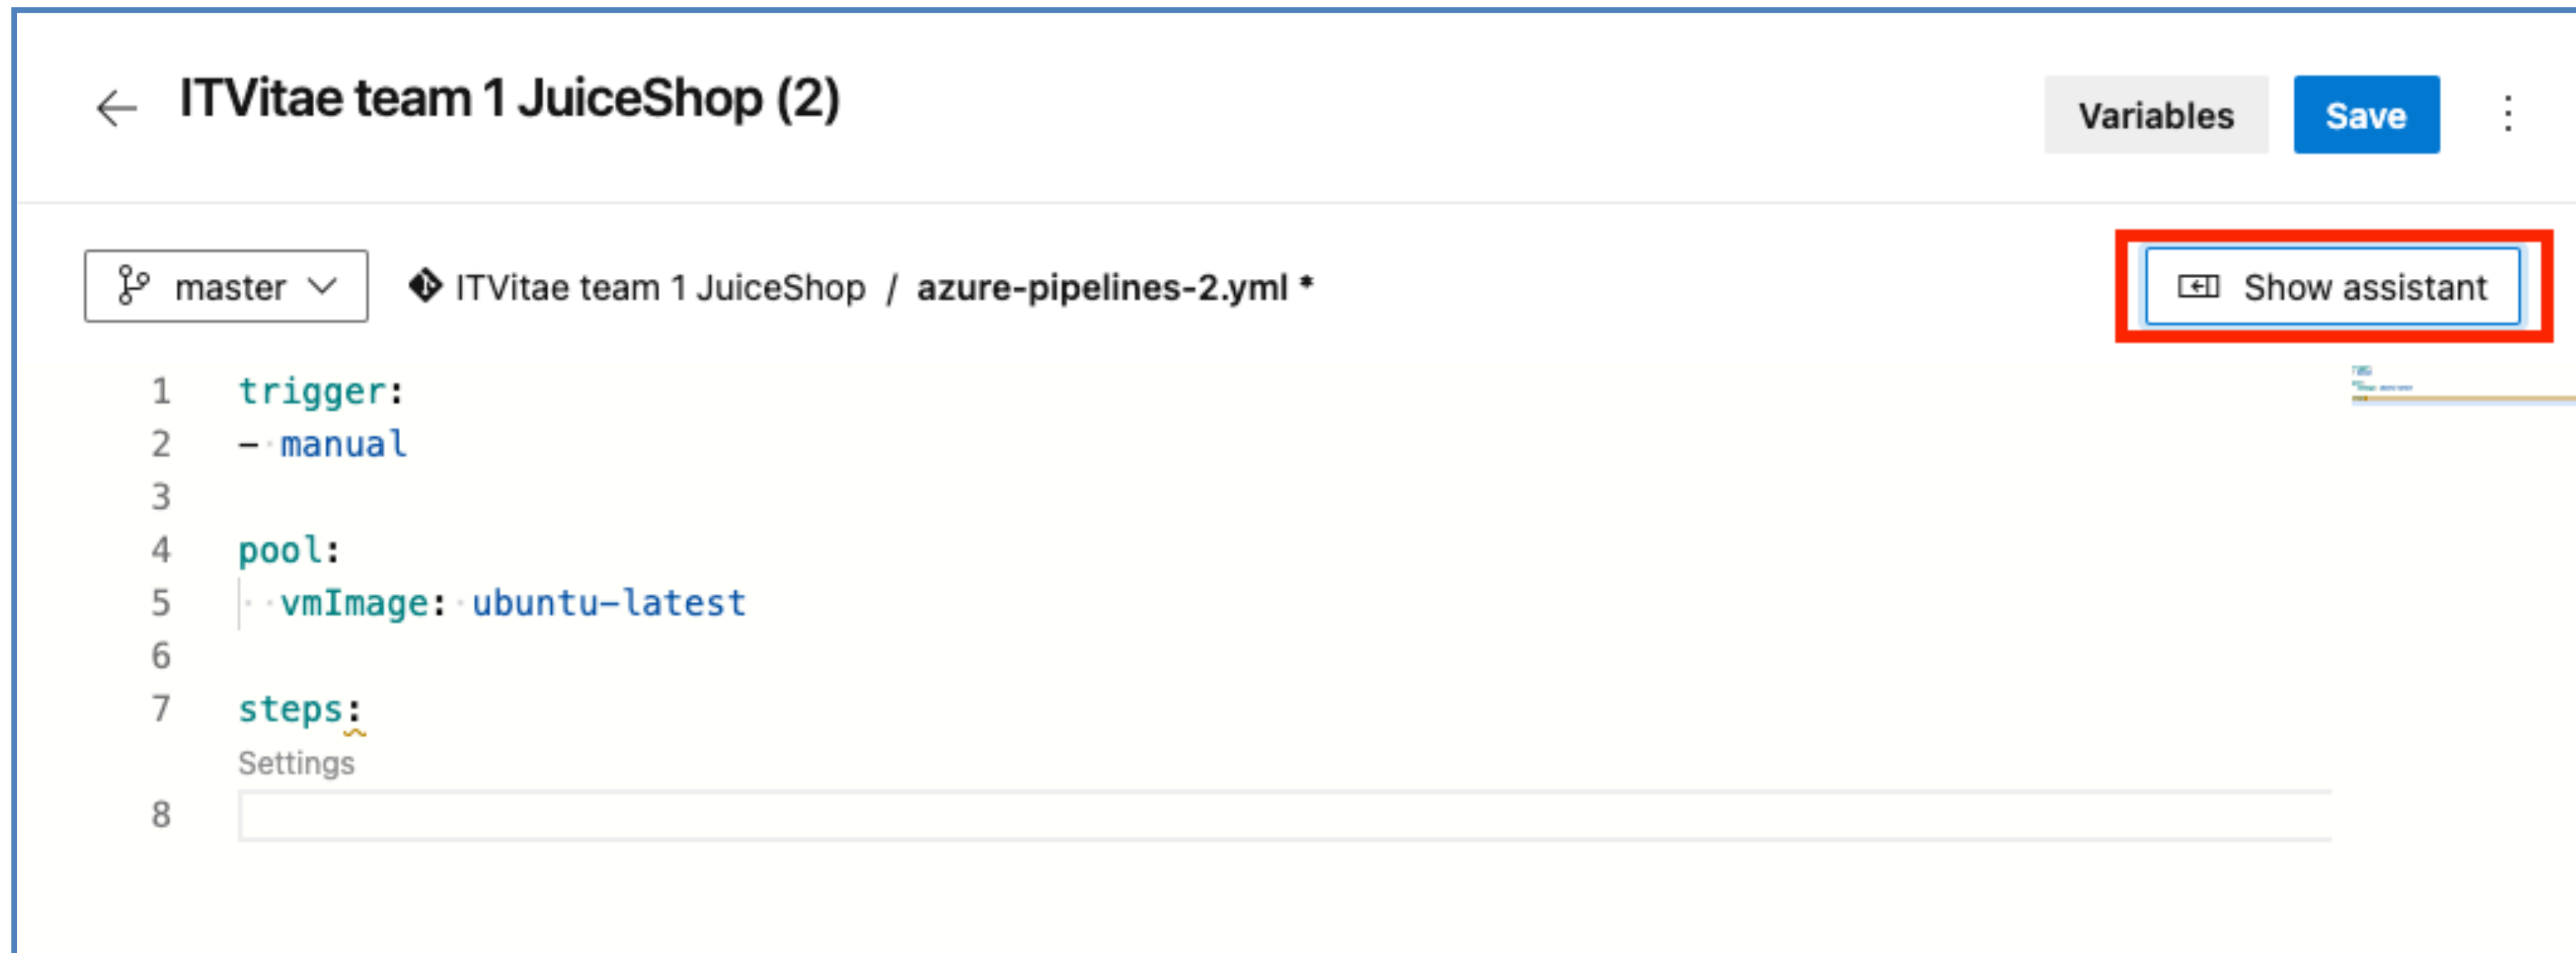 ITVitae team 1 JuiceShop (2)
Variables
Save
master
ITVitae team 1 JuiceShop / azure-pipelines-2.yml *
Show assistant
1 trigger:
2 - manual
3
4 pool:
5 vmImage: ubuntu-latest
6
7 steps:
Settings
8